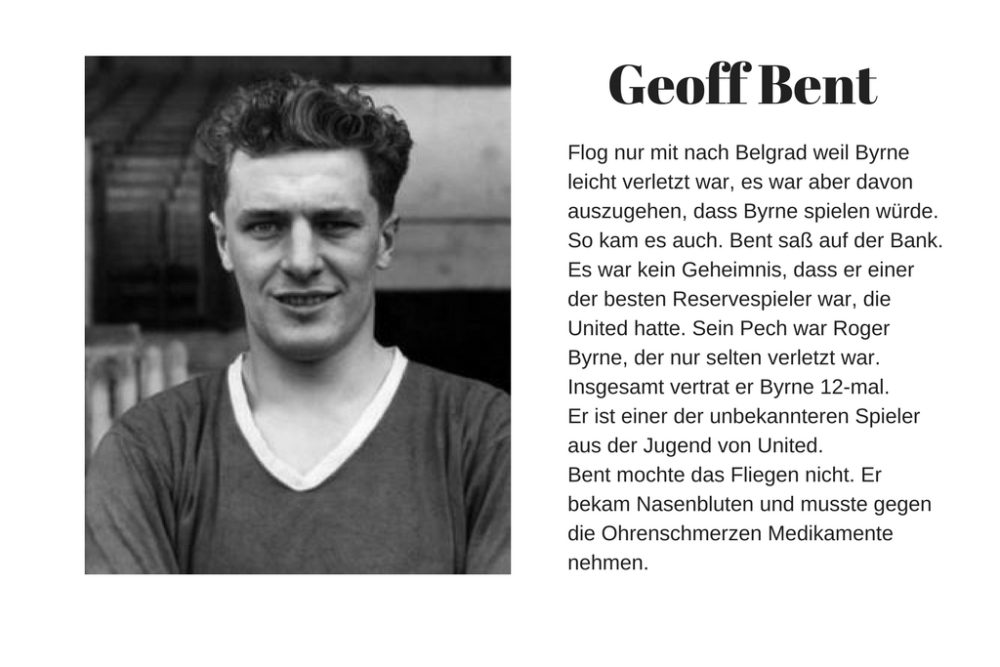 Geoff Bent
Flog nur mit nach Belgrad weil Byrne
leicht verletzt war, es war aber davon
auszugehen, dass Byrne spielen würde.
So kam es auch. Bent saß auf der Bank.
Es war kein Geheimnis, dass er einer
der besten Reservespieler war, die
United hatte. Sein Pech war Roger
Byrne, der nur selten verletzt war.
Insgesamt vertrat er Byrne 12-mal.
Er ist einer der unbekannteren Spieler
aus der Jugend von United.
Bent mochte das Fliegen nicht. Er
bekam Nasenbluten und musste gegen
die Ohrenschmerzen Medikamente
nehmen.